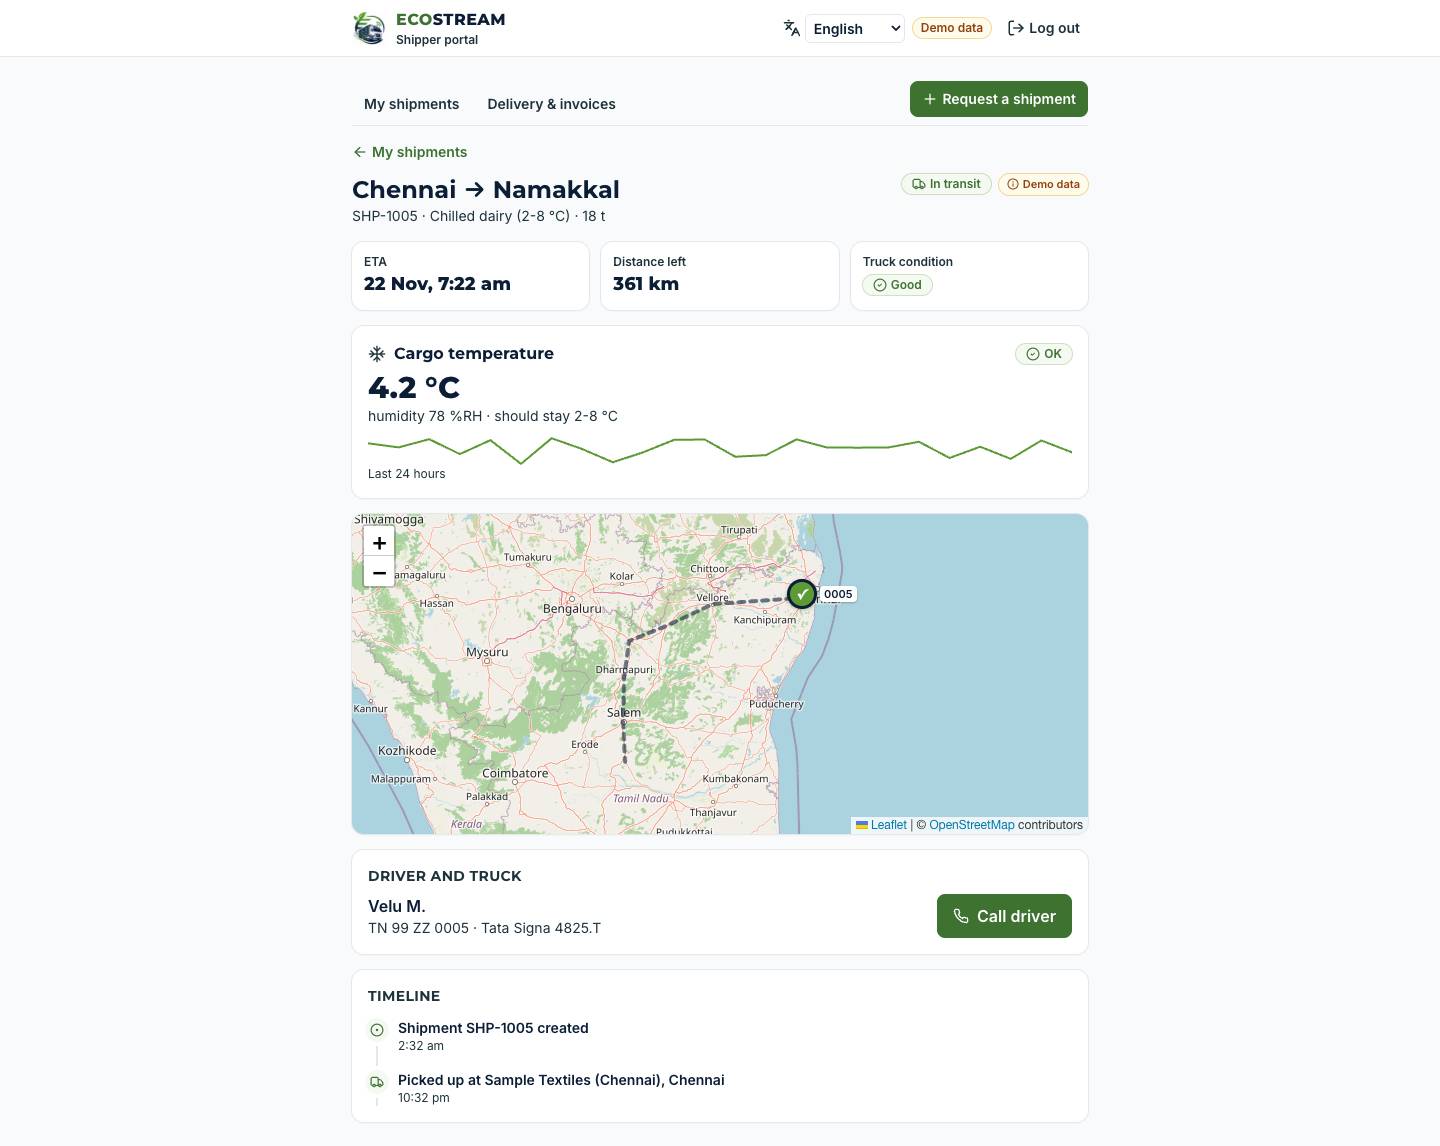 ECOSTREAM
Shipper portal
English
Demo data
Log out
My shipments
Delivery & invoices
Request a shipment
My shipments
Chennai → Namakkal
In transit
Demo data
SHP-1005 · Chilled dairy (2-8 °C) · 18 t
ETA
22 Nov, 7:22 am
Distance left
361 km
Truck condition
Good
Cargo temperature
OK
4.2 °C
humidity 78 %RH · should stay 2-8 °C
Last 24 hours
Shivamogga
+
−
Tirupati
Tumakuru
Kolar
Chittoor
amagaluru
Hassan
Bengaluru
Vellore
0005
Kanchipuram
Mysuru
Dharmapuri
Kannur
Salem
Puducherry
Kozhikode
Erode
Malappuram
Coimbatore
Kumbakonam
Palakkad
Tamil Nadu
Thanjavur
Kerala
Pudukkottai
Leaflet | © OpenStreetMap contributors
DRIVER AND TRUCK
Velu M.
TN 99 ZZ 0005 · Tata Signa 4825.T
Call driver
TIMELINE
Shipment SHP-1005 created
2:32 am
Picked up at Sample Textiles (Chennai), Chennai
10:32 pm